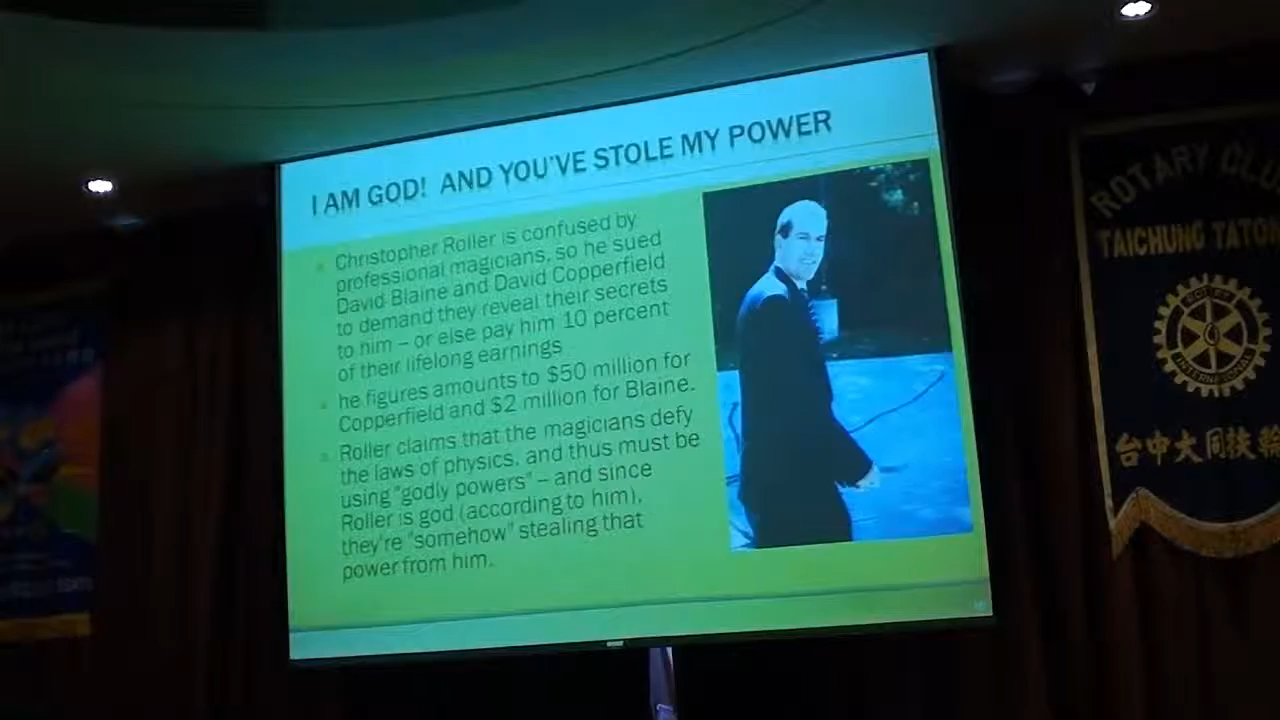 I AM GOD! AND YOU'VE STOLE MY POWER
Christopher Roller is confused by
professional magicians, so he sued
David Blaine and David Copperfield
to demand they reveal their secrets
to him – or else pay him 10 percent
of their lifelong earnings
he figures amounts to $50 million for
Copperfield and $2 million for Blaine.
Roller claims that the magicians defy
the laws of physics, and thus must be
using "godly powers" – and since
Roller is god (according to him),
they're "somehow" stealing that
power from him.
ROTARY CLU
TAICHUNG TATON
ROTARY
INTERNATIONAL
台中大同扶輪